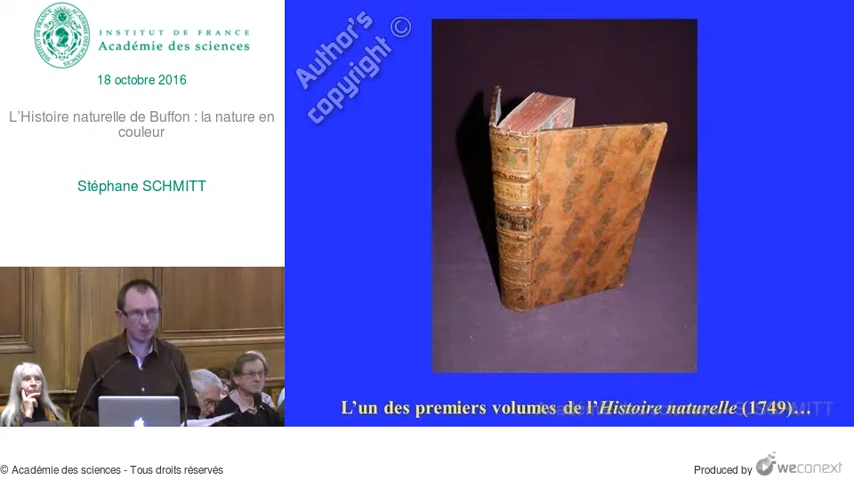 INSTITUT DE FRANCE
Académie des sciences
18 octobre 2016
L'Histoire naturelle de Buffon : la nature en
couleur
Stéphane SCHMITT
Author's
copyright ©
L'un des premiers volumes de l'Histoire naturelle (1749)…
© Académie des sciences - Tous droits réservés
Produced by weconext